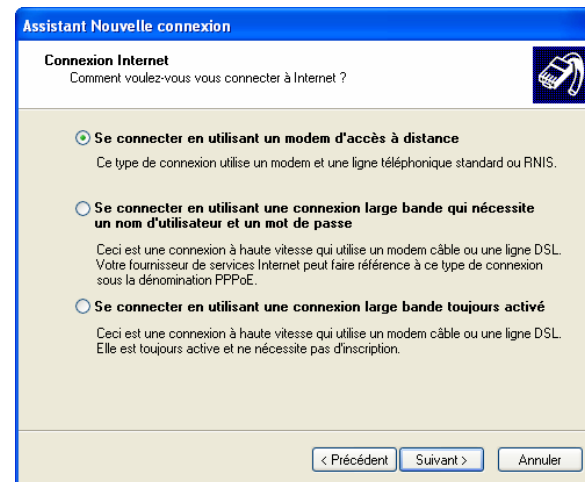 Assistant Nouvelle connexion
Connexion Internet
Comment voulez-vous vous connecter à Internet ?
Se connecter en utilisant un modem d'accès à distance
Ce type de connexion utilise un modem et une ligne téléphonique standard ou RNIS.
Se connecter en utilisant une connexion large bande qui nécessite
un nom d'utilisateur et un mot de passe
Ceci est une connexion à haute vitesse qui utilise un modem câble ou une ligne DSL.
Votre fournisseur de services Internet peut faire référence à ce type de connexion
sous la dénomination PPPoE.
Se connecter en utilisant une connexion large bande toujours activé
Ceci est une connexion à haute vitesse qui utilise un modem câble ou une ligne DSL.
Elle est toujours active et ne nécessite pas d'inscription.
< Précédent Suivant > Annuler